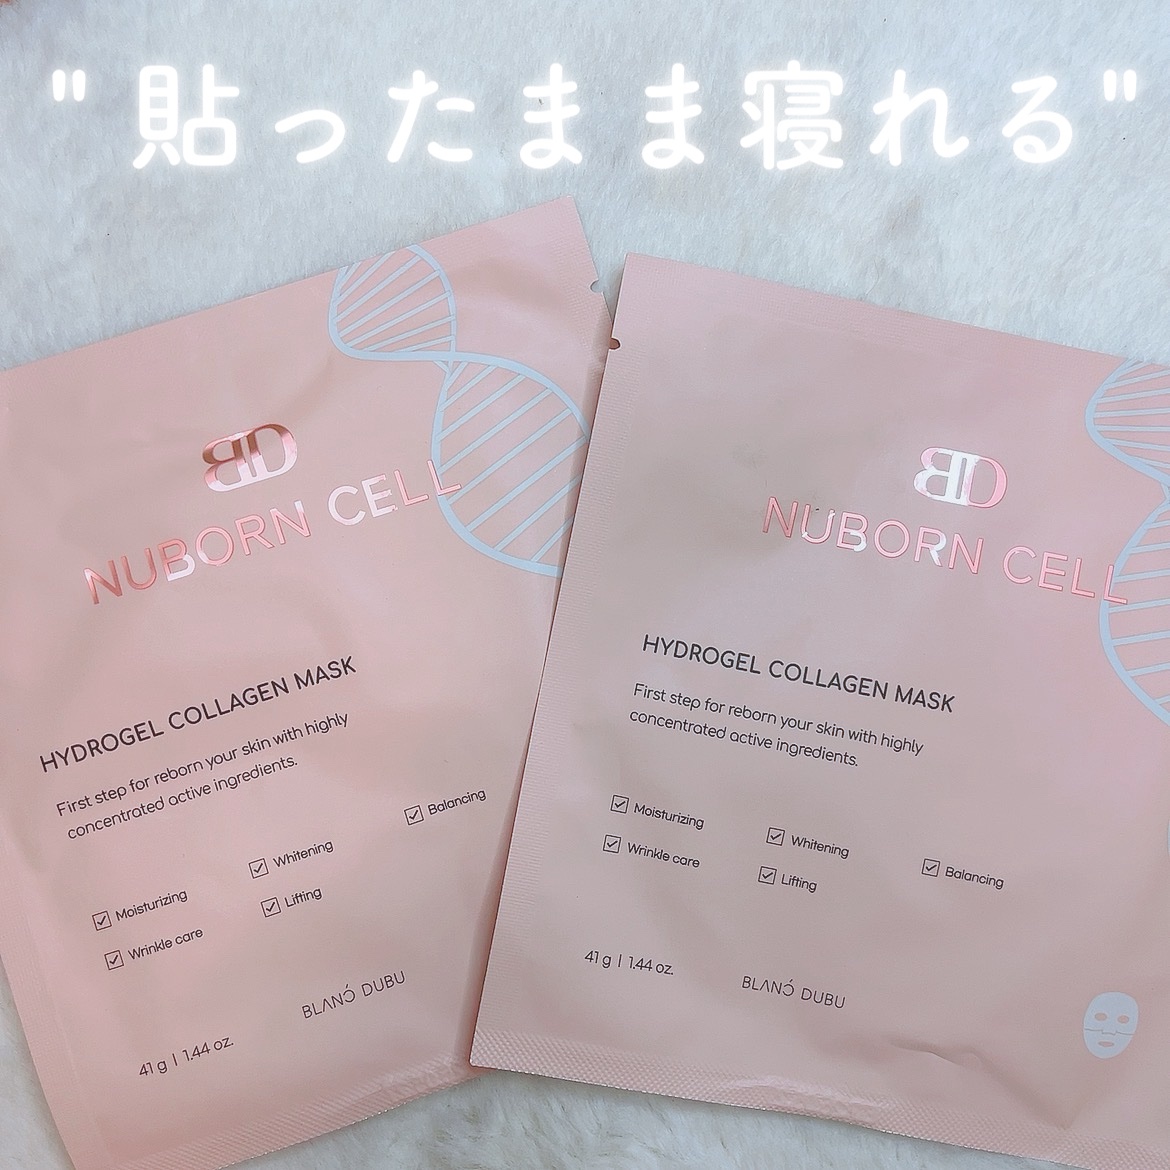 "貼ったまま寝れる"
BD
NUBORN CELL
HYDROGEL COLLAGEN MASK
First step for reborn your skin with highly
concentrated active ingredients.
☑ Moisturizing ☑ Whitening ☑ Balancing
☑ Wrinkle care ☑ Lifting
BLANĆ DUBU
41 g | 1.44 oz.
BD
NUBORN CELL
HYDROGEL COLLAGEN MASK
First step for reborn your skin with highly
concentrated active ingredients.
☑ Moisturizing ☑ Whitening ☑ Balancing
☑ Wrinkle care ☑ Lifting
41 g | 1.44 oz.
BLANĆ DUBU